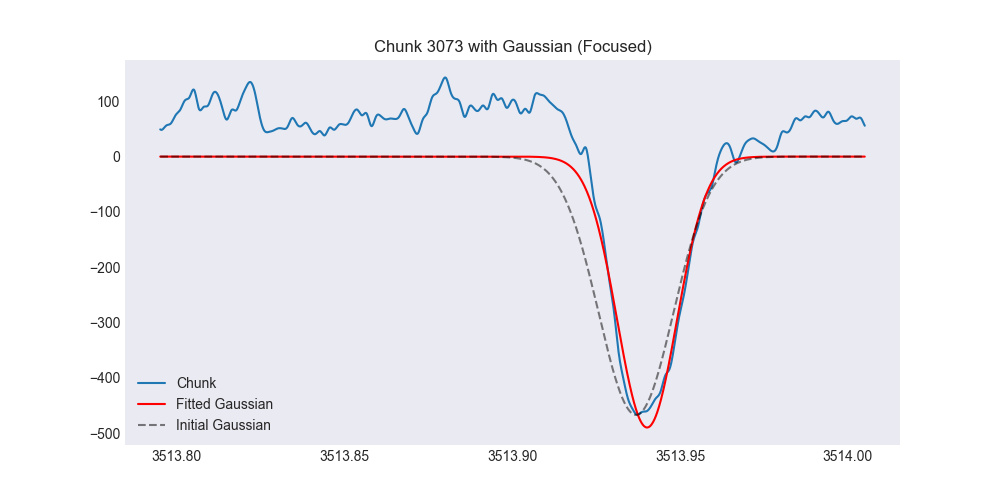 Chunk 3073 with Gaussian (Focused)
100
0
−100
−200
−300
−400
−500
Chunk
Fitted Gaussian
Initial Gaussian
3513.80 3513.85 3513.90 3513.95 3514.00